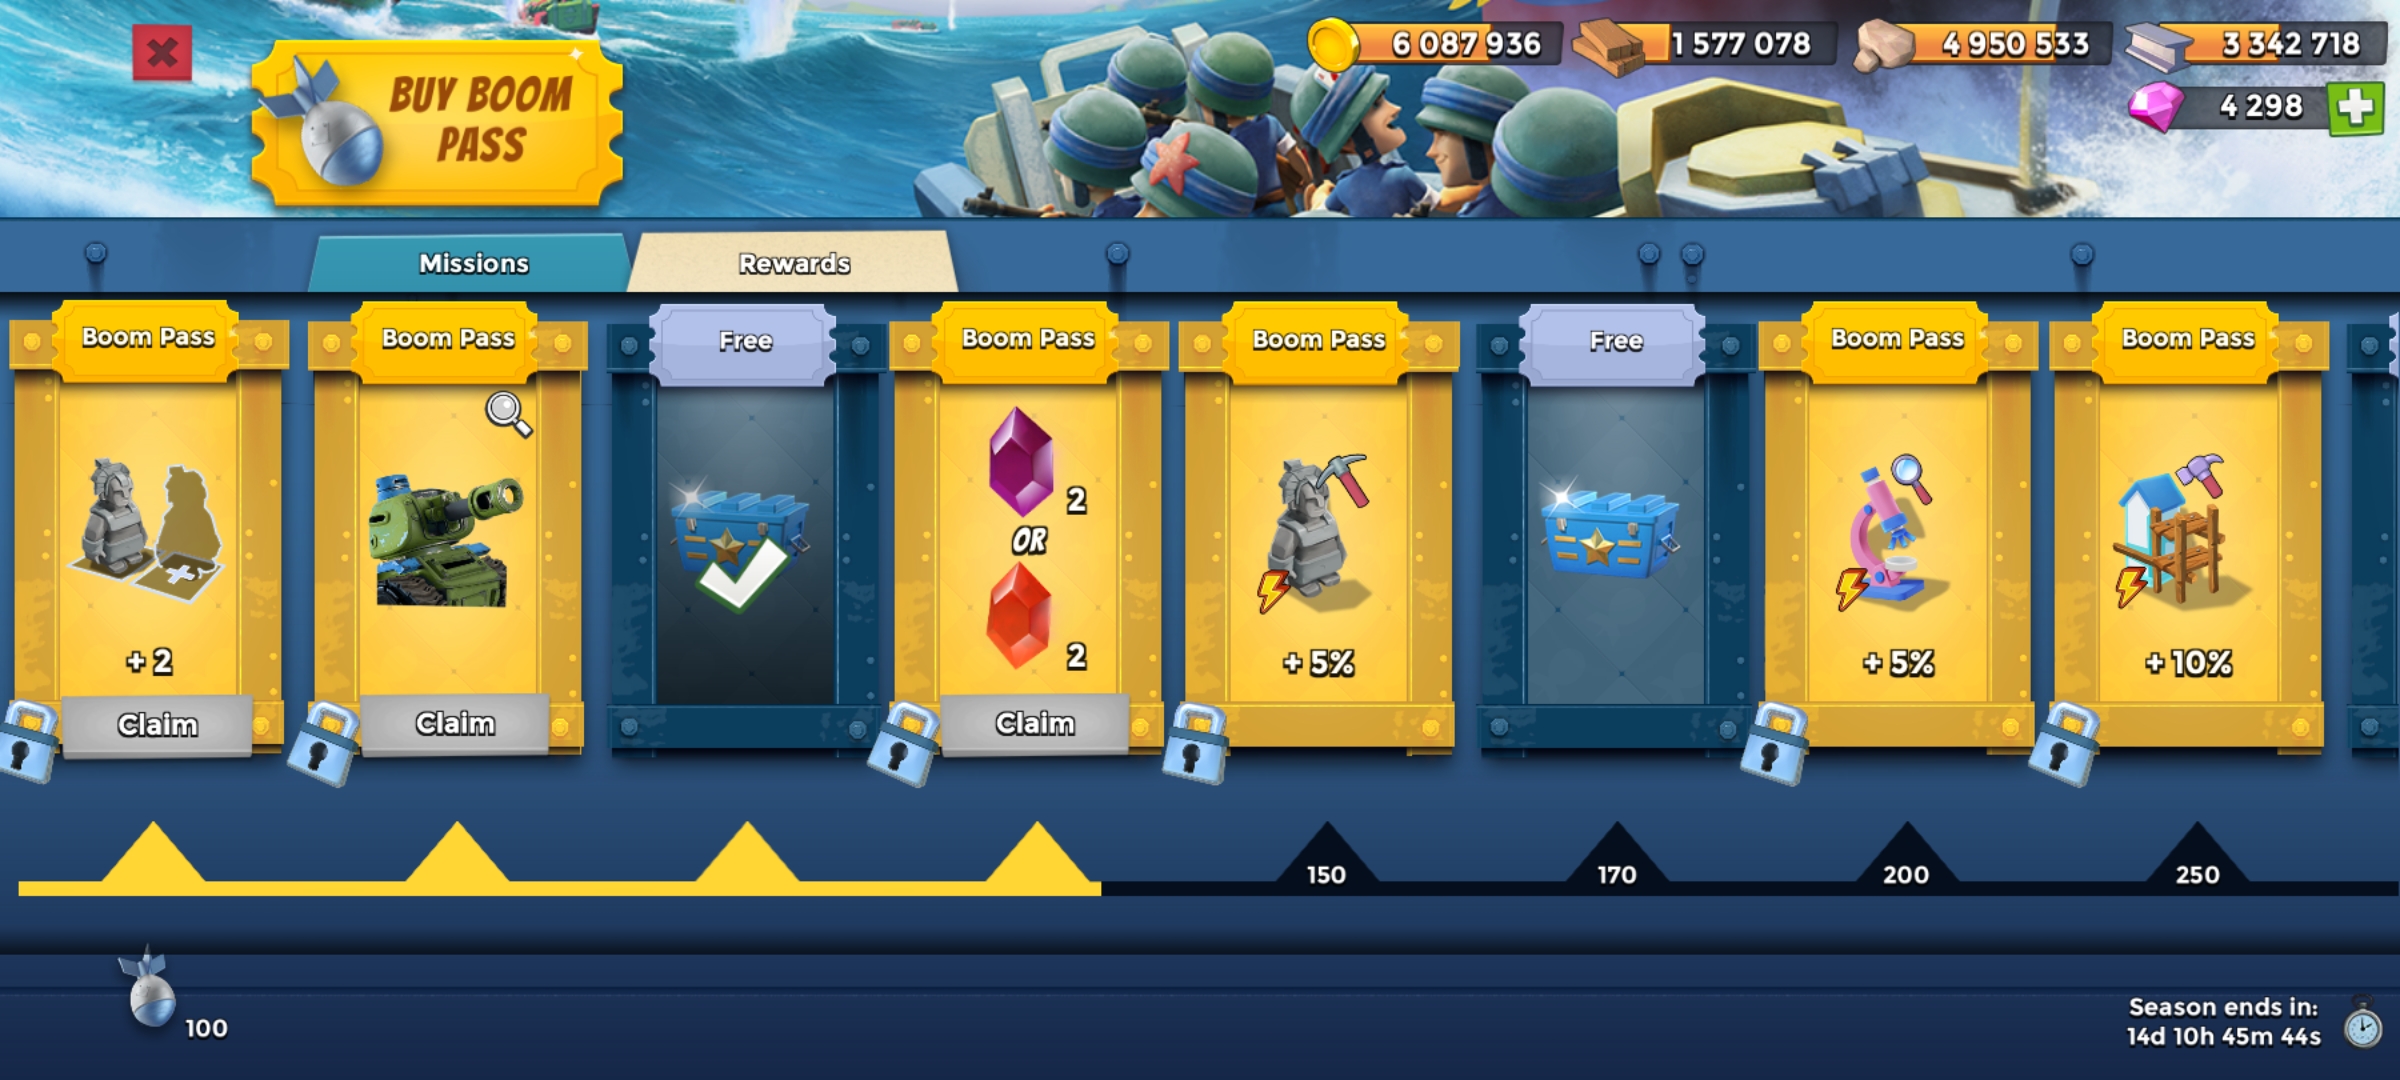 6 087 936
1 577 078
4 950 533
3 342 718
4 298
BUY BOOM
PASS
Missions
Rewards
Boom Pass
Boom Pass
Free
Boom Pass
Boom Pass
Free
Boom Pass
Boom Pass
2
OR
2
+ 2
+ 5%
+ 5%
+ 10%
Claim
Claim
Claim
150
170
200
250
100
Season ends in:
14d 10h 45m 44s